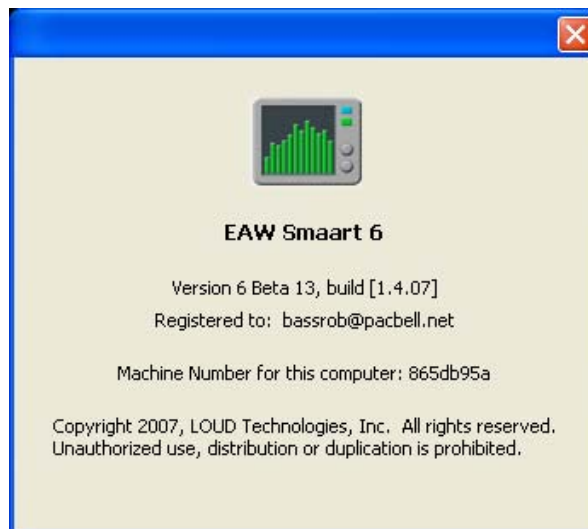 EAW Smaart 6
Version 6 Beta 13, build [1.4.07]
Registered to:  bassrob@pacbell.net
Machine Number for this computer: 865db95a
Copyright 2007, LOUD Technologies, Inc.  All rights reserved.
Unauthorized use, distribution or duplication is prohibited.